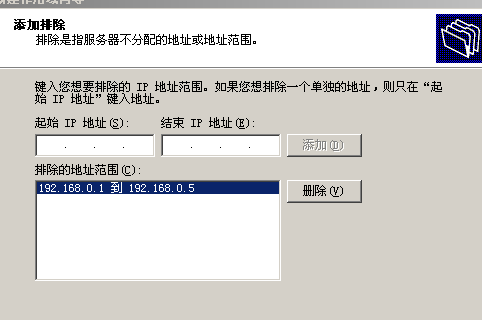 添加排除
排除是指服务器不分配的地址或地址范围。
键入您想要排除的 IP 地址范围。如果您想排除一个单独的地址,则只在“起
始 IP 地址”键入地址。
起始 IP 地址(S):
结束 IP 地址(E):
添加(D)
排除的地址范围(C):
192.168.0.1 到 192.168.0.5
删除(V)